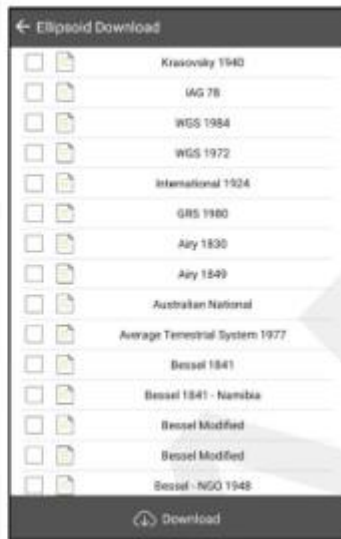 Ellipsoid Download
Krasovsky 1940
IAG 78
WGS 1984
WGS 1972
International 1924
GRS 1980
Airy 1830
Airy 1849
Australian National
Average Terrestrial System 1977
Bessel 1841
Bessel 1841 - Namibia
Bessel Modified
Bessel Modified
Bessel - NGO 1948
Download